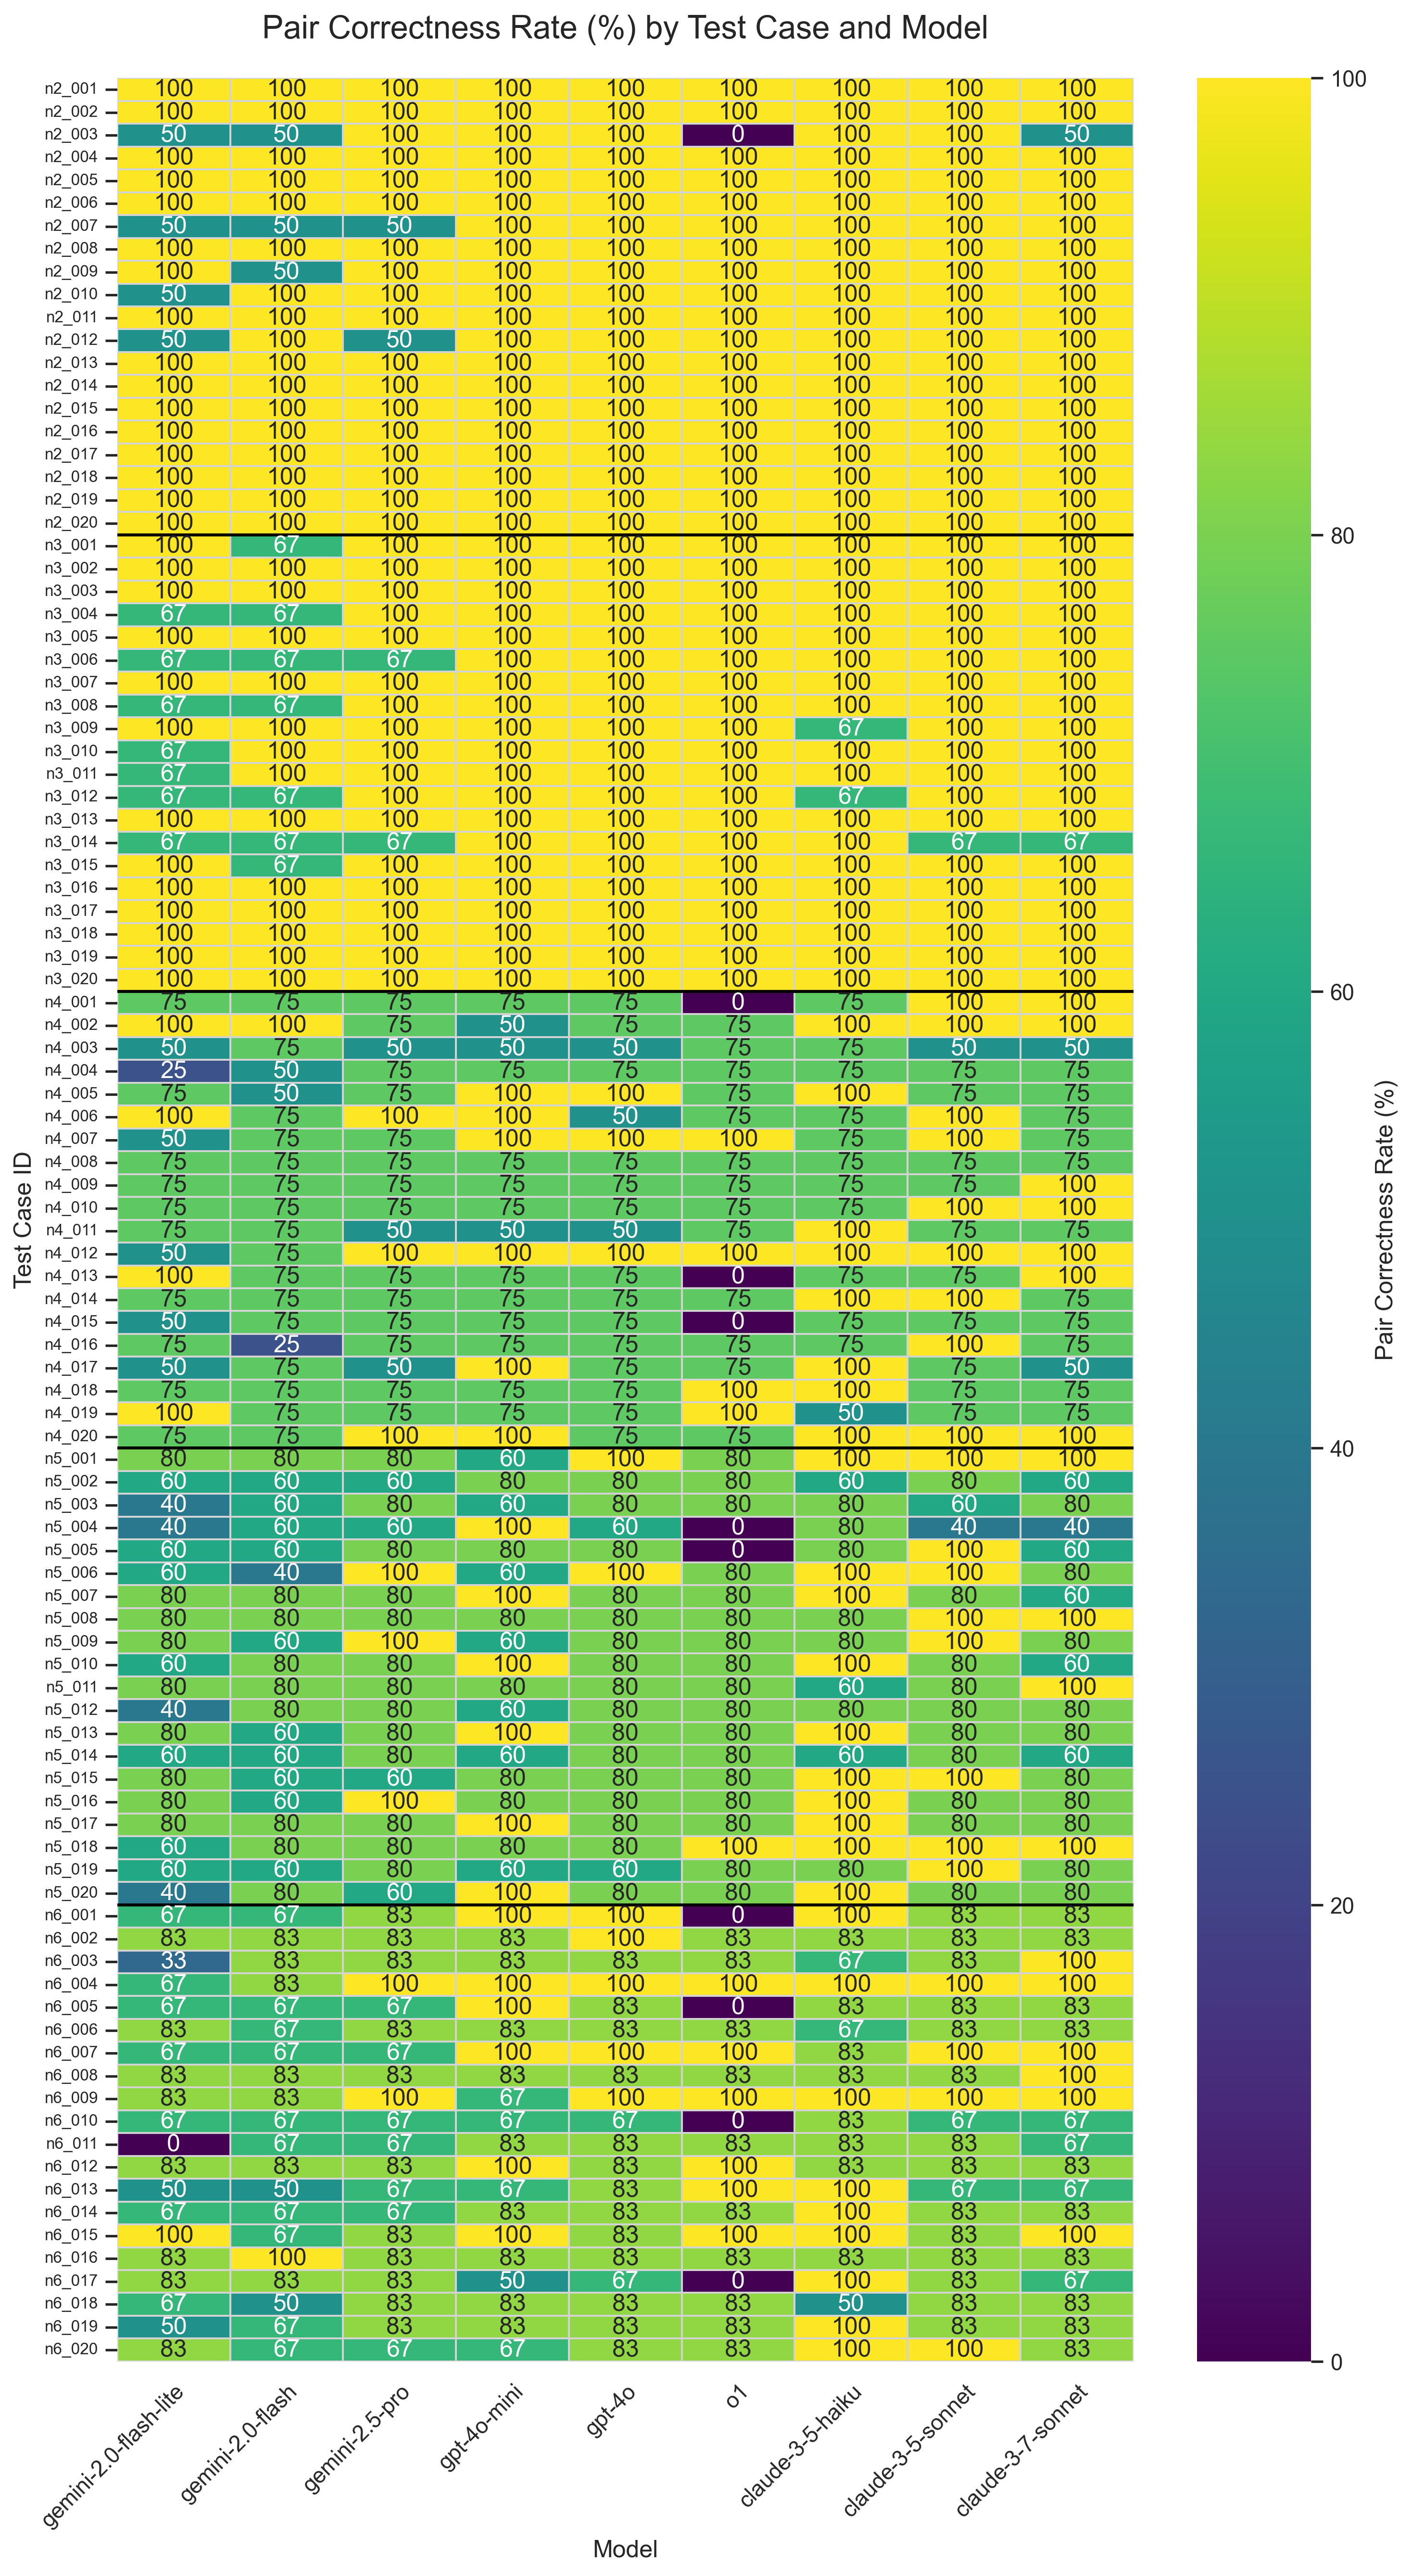 Pair Correctness Rate (%) by Test Case and Model
n2_001 100 100 100 100 100 100 100 100 100
n2_002 100 100 100 100 100 100 100 100 100
n2_003 50 50 100 100 100 0 100 100 50
n2_004 100 100 100 100 100 100 100 100 100
n2_005 100 100 100 100 100 100 100 100 100
n2_006 100 100 100 100 100 100 100 100 100
n2_007 50 50 50 100 100 100 100 100 100
n2_008 100 100 100 100 100 100 100 100 100
n2_009 100 50 100 100 100 100 100 100 100
n2_010 50 100 100 100 100 100 100 100 100
n2_011 100 100 100 100 100 100 100 100 100
n2_012 50 100 50 100 100 100 100 100 100
n2_013 100 100 100 100 100 100 100 100 100
n2_014 100 100 100 100 100 100 100 100 100
n2_015 100 100 100 100 100 100 100 100 100
n2_016 100 100 100 100 100 100 100 100 100
n2_017 100 100 100 100 100 100 100 100 100
n2_018 100 100 100 100 100 100 100 100 100
n2_019 100 100 100 100 100 100 100 100 100
n2_020 100 100 100 100 100 100 100 100 100
n3_001 100 67 100 100 100 100 100 100 100
n3_002 100 100 100 100 100 100 100 100 100
n3_003 100 100 100 100 100 100 100 100 100
n3_004 67 67 100 100 100 100 100 100 100
n3_005 100 100 100 100 100 100 100 100 100
n3_006 67 67 67 100 100 100 100 100 100
n3_007 100 100 100 100 100 100 100 100 100
n3_008 67 67 100 100 100 100 100 100 100
n3_009 100 100 100 100 100 100 67 100 100
n3_010 67 100 100 100 100 100 100 100 100
n3_011 67 100 100 100 100 100 100 100 100
n3_012 67 67 100 100 100 100 67 100 100
n3_013 100 100 100 100 100 100 100 100 100
n3_014 67 67 67 100 100 100 100 67 67
n3_015 100 67 100 100 100 100 100 100 100
n3_016 100 100 100 100 100 100 100 100 100
n3_017 100 100 100 100 100 100 100 100 100
n3_018 100 100 100 100 100 100 100 100 100
n3_019 100 100 100 100 100 100 100 100 100
n3_020 100 100 100 100 100 100 100 100 100
n4_001 75 75 75 75 75 0 75 100 100
n4_002 100 100 75 50 75 75 100 100 100
n4_003 50 75 50 50 50 75 75 50 50
n4_004 25 50 75 75 75 75 75 75 75
n4_005 75 50 75 100 100 75 100 75 75
n4_006 100 75 100 100 50 75 75 100 75
n4_007 50 75 75 100 100 100 75 100 75
n4_008 75 75 75 75 75 75 75 75 75
n4_009 75 75 75 75 75 75 75 75 100
n4_010 75 75 75 75 75 75 75 100 100
n4_011 75 75 50 50 50 75 100 75 75
n4_012 50 75 100 100 100 100 100 100 100
n4_013 100 75 75 75 75 0 75 75 100
n4_014 75 75 75 75 75 75 100 100 75
n4_015 50 75 75 75 75 0 75 75 75
n4_016 75 25 75 75 75 75 75 100 75
n4_017 50 75 50 100 75 75 100 75 50
n4_018 75 75 75 75 75 100 100 75 75
n4_019 100 75 75 75 75 100 50 75 75
n4_020 75 75 100 100 75 75 100 100 100
n5_001 80 80 80 60 100 80 100 100 100
n5_002 60 60 60 80 80 80 60 80 60
n5_003 40 60 80 60 80 80 80 60 80
n5_004 40 60 60 100 60 0 80 40 40
n5_005 60 60 80 80 80 0 80 100 60
n5_006 60 40 100 60 100 80 100 100 80
n5_007 80 80 80 100 80 80 100 80 60
n5_008 80 80 80 80 80 80 80 100 100
n5_009 80 60 100 60 80 80 80 100 80
n5_010 60 80 80 100 80 80 100 80 60
n5_011 80 80 80 80 80 80 60 80 100
n5_012 40 80 80 60 80 80 80 80 80
n5_013 80 60 80 100 80 80 100 80 80
n5_014 60 60 80 60 80 80 60 80 60
n5_015 80 60 60 80 80 80 100 100 80
n5_016 80 60 100 80 80 80 100 80 80
n5_017 80 80 80 100 80 80 100 80 80
n5_018 60 80 80 80 80 100 100 100 100
n5_019 60 60 80 60 60 80 80 100 80
n5_020 40 80 60 100 80 80 100 80 80
n6_001 67 67 83 100 100 0 100 83 83
n6_002 83 83 83 83 100 83 83 83 83
n6_003 33 83 83 83 83 83 67 83 100
n6_004 67 83 100 100 100 100 100 100 100
n6_005 67 67 67 100 83 0 83 83 83
n6_006 83 67 83 83 83 83 67 83 83
n6_007 67 67 67 100 100 100 83 100 100
n6_008 83 83 83 83 83 83 83 83 100
n6_009 83 83 100 67 100 100 100 100 100
n6_010 67 67 67 67 67 0 83 67 67
n6_011 0 67 67 83 83 83 83 83 67
n6_012 83 83 83 100 83 100 83 83 83
n6_013 50 50 67 67 83 100 100 67 67
n6_014 67 67 67 83 83 83 100 83 83
n6_015 100 67 83 100 83 100 100 83 100
n6_016 83 100 83 83 83 83 83 83 83
n6_017 83 83 83 50 67 0 100 83 67
n6_018 67 50 83 83 83 83 50 83 83
n6_019 50 67 83 83 83 83 100 83 83
n6_020 83 67 67 67 83 83 100 100 83
Test Case ID
gemini-2.0-flash-lite
gemini-2.0-flash
gemini-2.5-pro
gpt-4o-mini
gpt-4o
o1
claude-3-5-haiku
claude-3-5-sonnet
claude-3-7-sonnet
Model
100
80
60
40
20
0
Pair Correctness Rate (%)